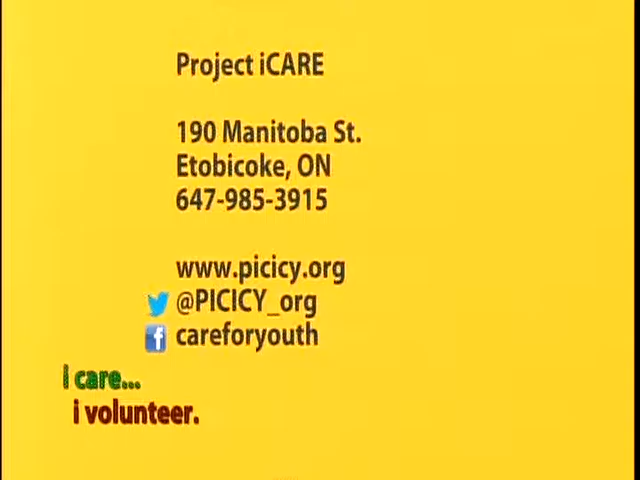 Project iCARE
190 Manitoba St.
Etobicoke, ON
647-985-3915
www.picicy.org
@PICICY_org
careforyouth
i care...
i volunteer.